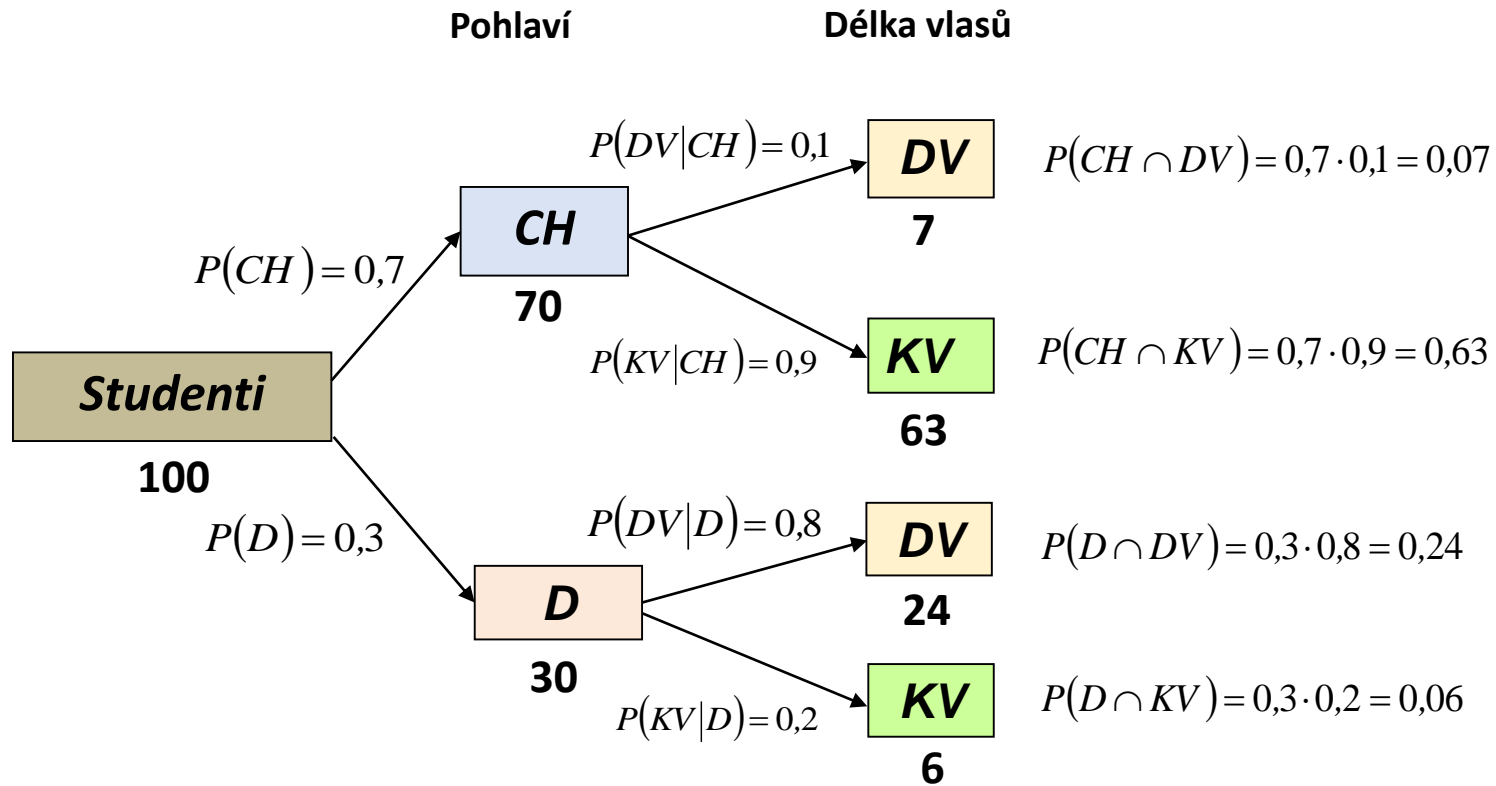 Pohlaví Délka vlasů
P(DV|CH)=0,1 DV P(CH ∩ DV)=0,7·0,1=0,07
7
CH
P(CH)=0,7
70
P(KV|CH)=0,9 KV P(CH ∩ KV)=0,7·0,9=0,63
63
Studenti
100
P(D)=0,3
P(DV|D)=0,8 DV P(D ∩ DV)=0,3·0,8=0,24
24
D
30
P(KV|D)=0,2 KV P(D ∩ KV)=0,3·0,2=0,06
6